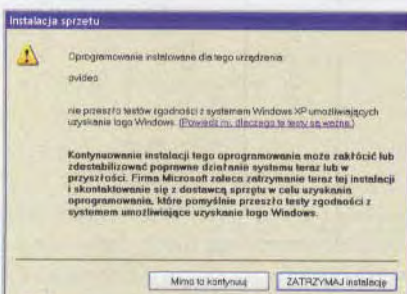 Instalacja sprzętu
Oprogramowanie instalowane dla tego urządzenia:
ovideo
nie przeszło testów zgodności z systemem Windows XP umożliwiających
uzyskanie logo Windows. (Powiedz mi, dlaczego te testy są ważne.)
Kontynuowanie instalacji tego oprogramowania może zakłócić lub
zdestabilizować poprawne działanie systemu teraz lub w
przyszłości. Firma Microsoft zaleca zatrzymanie teraz tej instalacji
i skontaktowanie się z dostawcą sprzętu w celu uzyskania
oprogramowania, które pomyślnie przeszło testy zgodności z
systemem umożliwiające uzyskanie logo Windows.
Mimo to kontynuuj
ZATRZYMAJ instalację